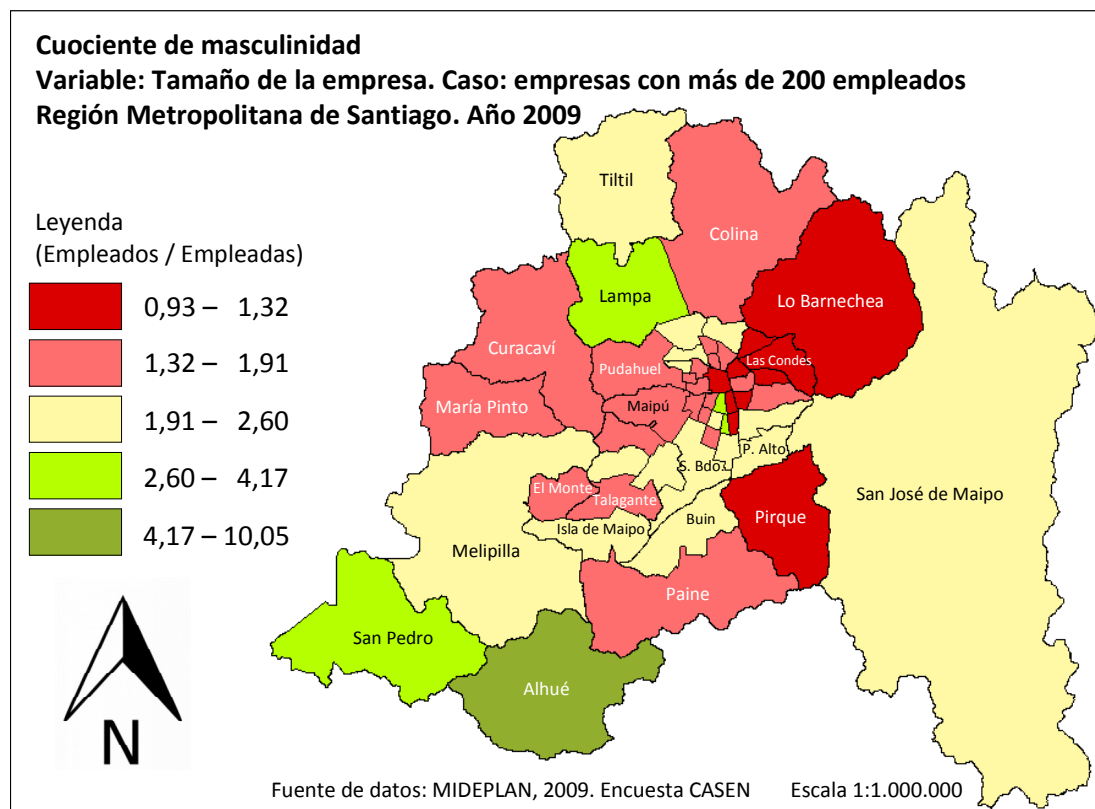 Cuociente de masculinidad
Variable: Tamaño de la empresa. Caso: empresas con más de 200 empleados
Región Metropolitana de Santiago. Año 2009
Tiltil
Leyenda
(Empleados / Empleadas)
Colina
0,93 – 1,32
Lampa
Lo Barnechea
1,32 – 1,91
Curacaví
Pudahuel
Las Condes
1,91 – 2,60
María Pinto
Maipú
2,60 – 4,17
S. Bdo.
P. Alto
El Monte
Talagante
San José de Maipo
4,17 – 10,05
Melipilla
Isla de Maipo
Buin
Pirque
Paine
San Pedro
Alhué
N
Fuente de datos: MIDEPLAN, 2009. Encuesta CASEN Escala 1:1.000.000